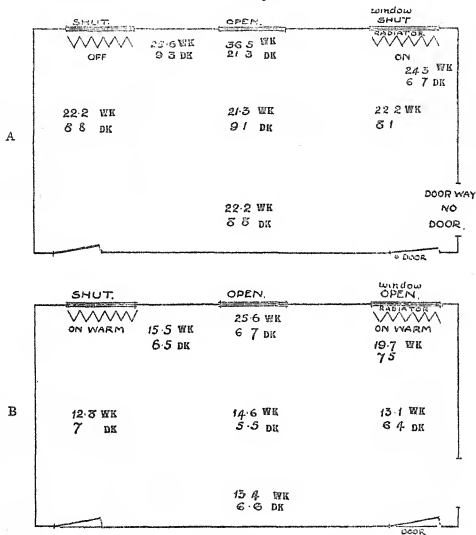 window
SHUT. OPEN. SHUT
RADIATOR
OFF 25.6 WK 36.5 WK ON
9.3 DK 21.3 DK
24.3 WK
6.7 DK
22.2 WK 21.3 WK 22.2 WK
8.8 DK 9.1 DK 8.1
A
DOOR WAY
NO
DOOR.
22.2 WK
8.8 DK
DOOR
window
SHUT. OPEN. OPEN.
RADIATOR
ON WARM 25.6 WK ON WARM
15.5 WK 6.7 DK 19.7 WK
6.5 DK 7.5
B
12.3 WK 14.6 WK 13.1 WK
7 DK 5.5 DK 6.4 DK
13.4 WK
6.6 DK
DOOR